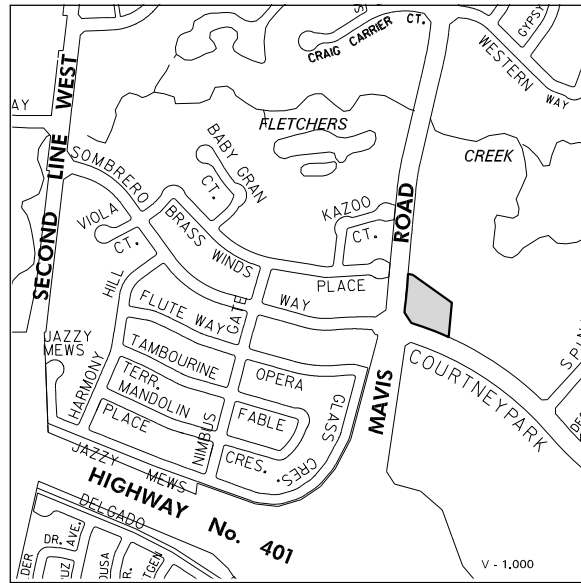 CRAIG CARRIER CT.
GYPSY
WESTERN WAY
AY
SECOND LINE WEST
FLETCHERS
CREEK
SOMBRERO
BABY GRAN CT.
VIOLA CT.
BRASS WINDS
KAZOO CT.
MAVIS ROAD
PLACE
HARMONY HILL
FLUTE WAY
GATE
WAY
JAZZY MEWS
TAMBOURINE
TERR.
OPERA
MANDOLIN
PLACE
NIMBUS
FABLE
CRES.
GLASS CRES.
COURTNEYPARK
SPIN
JAZZY MEWS
HIGHWAY No. 401
DELGADO
DR.
AVE.
V - 1.000